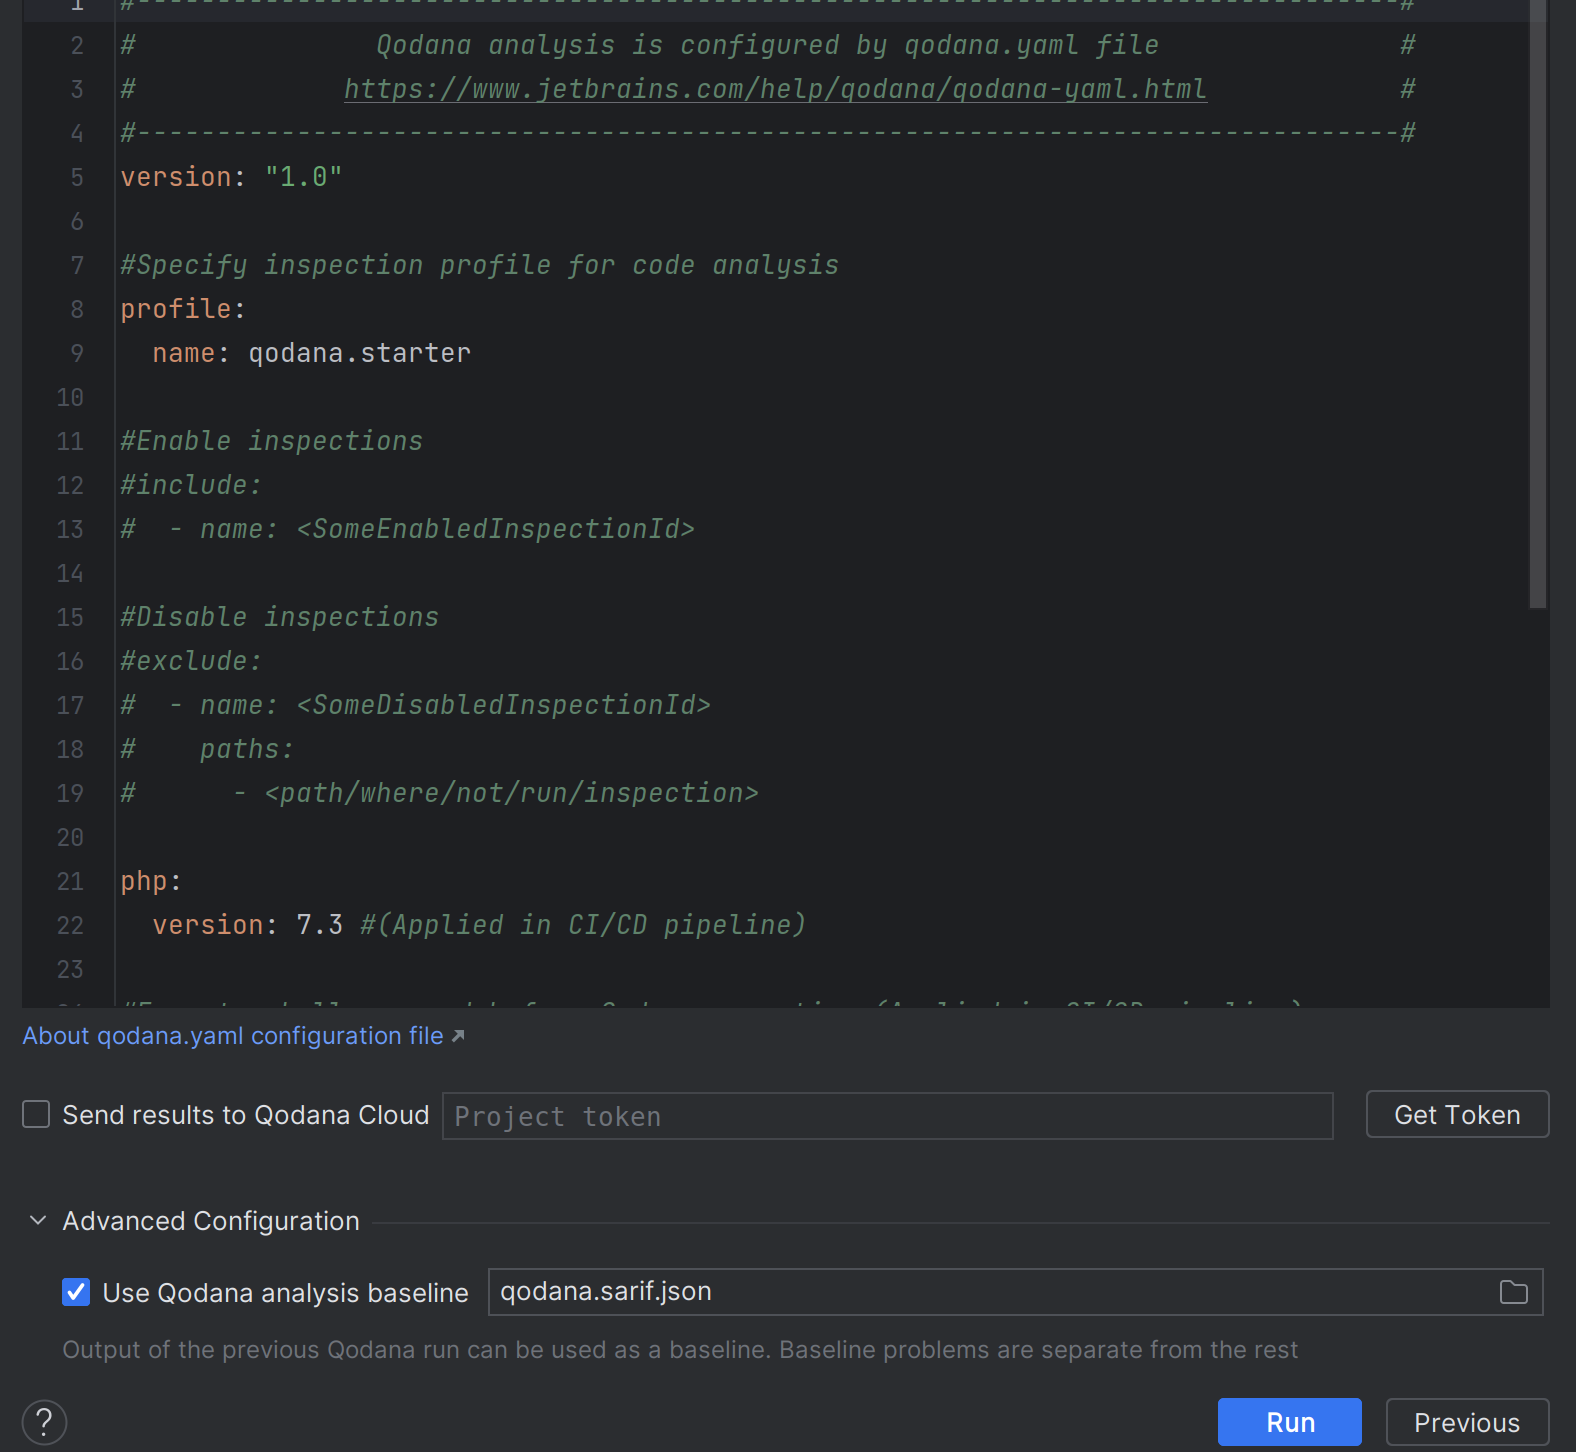 1 #-------------------------------------------------------------------------------#
2 #               Qodana analysis is configured by qodana.yaml file               #
3 #             https://www.jetbrains.com/help/qodana/qodana-yaml.html            #
4 #-------------------------------------------------------------------------------#
5 version: "1.0"
6
7 #Specify inspection profile for code analysis
8 profile:
9   name: qodana.starter
10
11 #Enable inspections
12 #include:
13 #  - name: <SomeEnabledInspectionId>
14
15 #Disable inspections
16 #exclude:
17 #  - name: <SomeDisabledInspectionId>
18 #    paths:
19 #      - <path/where/not/run/inspection>
20
21 php:
22   version: 7.3 #(Applied in CI/CD pipeline)
23
About qodana.yaml configuration file
Send results to Qodana Cloud Project token Get Token
Advanced Configuration
Use Qodana analysis baseline qodana.sarif.json
Output of the previous Qodana run can be used as a baseline. Baseline problems are separate from the rest
? Run Previous